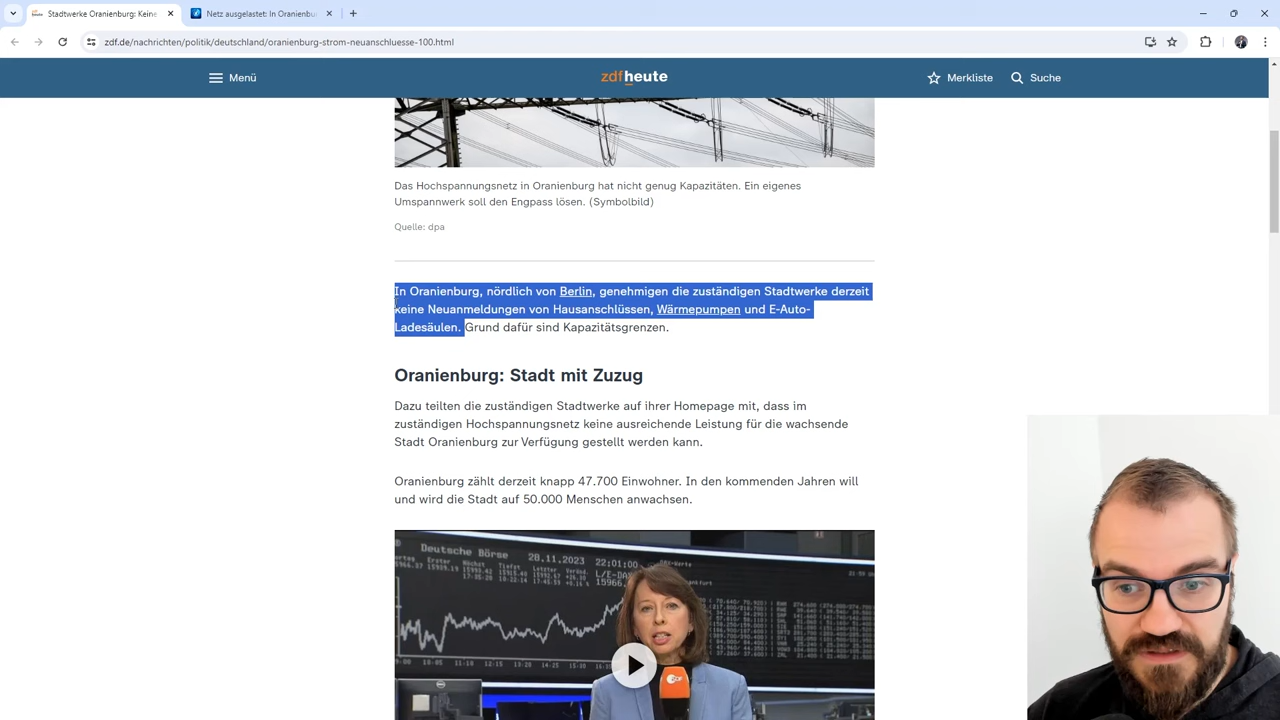 Stadtwerke Oranienburg: Keine
Netz ausgelastet: In Oranienbu
zdf.de/nachrichten/politik/deutschland/oranienburg-strom-neuanschluesse-100.html
Menü
zdfheute
Merkliste
Suche
Das Hochspannungsnetz in Oranienburg hat nicht genug Kapazitäten. Ein eigenes
Umspannwerk soll den Engpass lösen. (Symbolbild)
Quelle: dpa
In Oranienburg, nördlich von Berlin, genehmigen die zuständigen Stadtwerke derzeit
keine Neuanmeldungen von Hausanschlüssen, Wärmepumpen und E-Auto-
Ladesäulen. Grund dafür sind Kapazitätsgrenzen.
Oranienburg: Stadt mit Zuzug
Dazu teilten die zuständigen Stadtwerke auf ihrer Homepage mit, dass im
zuständigen Hochspannungsnetz keine ausreichende Leistung für die wachsende
Stadt Oranienburg zur Verfügung gestellt werden kann.
Oranienburg zählt derzeit knapp 47.700 Einwohner. In den kommenden Jahren will
und wird die Stadt auf 50.000 Menschen anwachsen.
Deutsche Börse 28.11.2023 22:01:00
L/E-DAX
ZDF